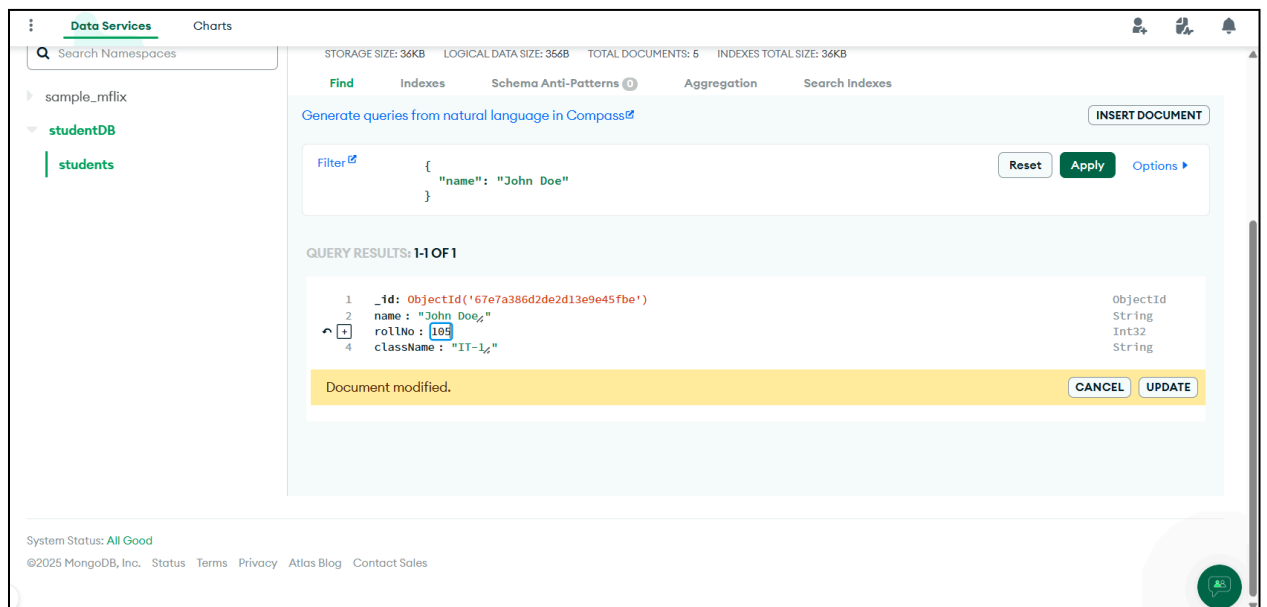 Data Services Charts
Search Namespaces
STORAGE SIZE: 36KB LOGICAL DATA SIZE: 356B TOTAL DOCUMENTS: 5 INDEXES TOTAL SIZE: 36KB
Find Indexes Schema Anti-Patterns 0 Aggregation Search Indexes
sample_mflix
studentDB
students
Generate queries from natural language in Compass
INSERT DOCUMENT
Filter
{
"name": "John Doe"
}
Reset Apply Options
QUERY RESULTS: 1-1 OF 1
1 _id: ObjectId('67e7a386d2de2d13e9e45fbe') ObjectId
2 name : "John Doe" String
+ rollNo : 105 Int32
4 className : "IT-1" String
Document modified. CANCEL UPDATE
System Status: All Good
©2025 MongoDB, Inc. Status Terms Privacy Atlas Blog Contact Sales